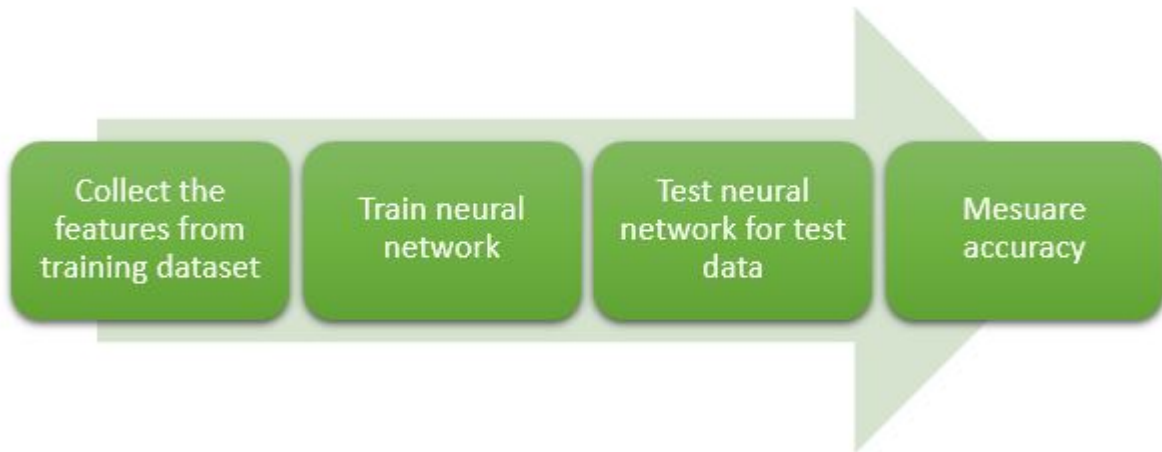 Collect the
features from
training dataset
Train neural
network
Test neural
network for test
data
Mesuare
accuracy